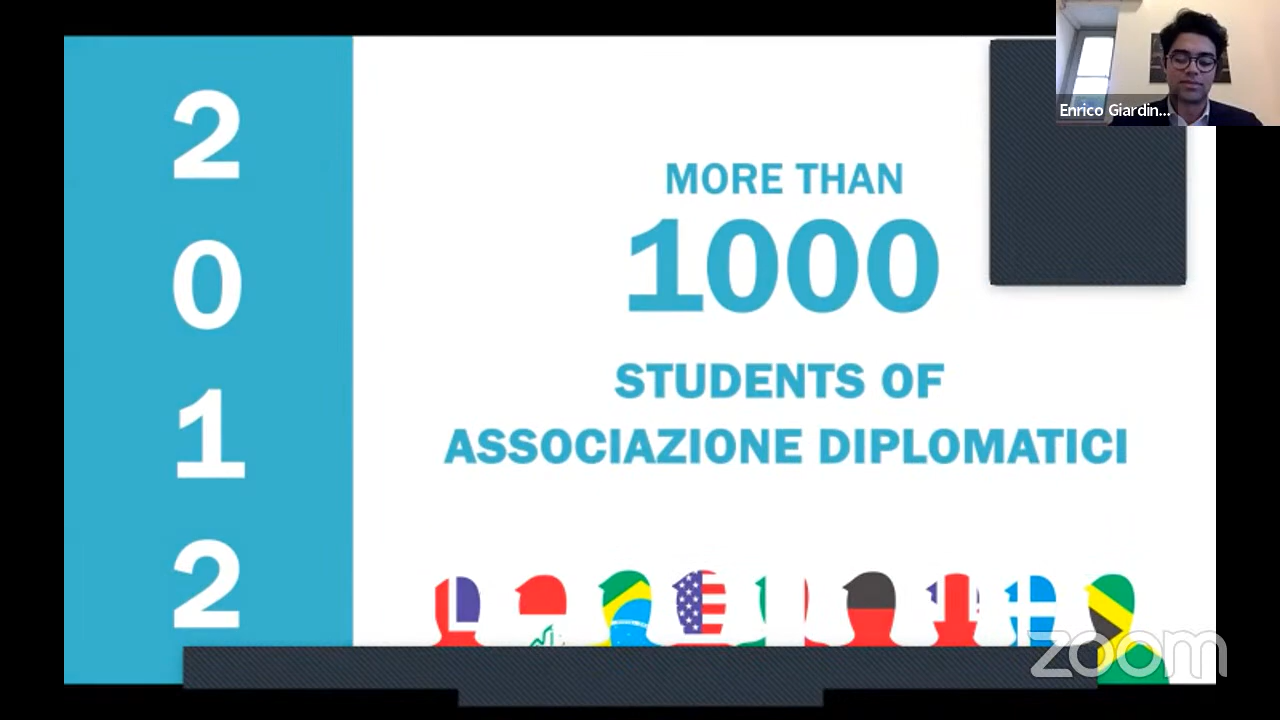 2
0
1
2
MORE THAN
1000
STUDENTS OF
ASSOCIAZIONE DIPLOMATICI
Enrico Giardin...
zoom